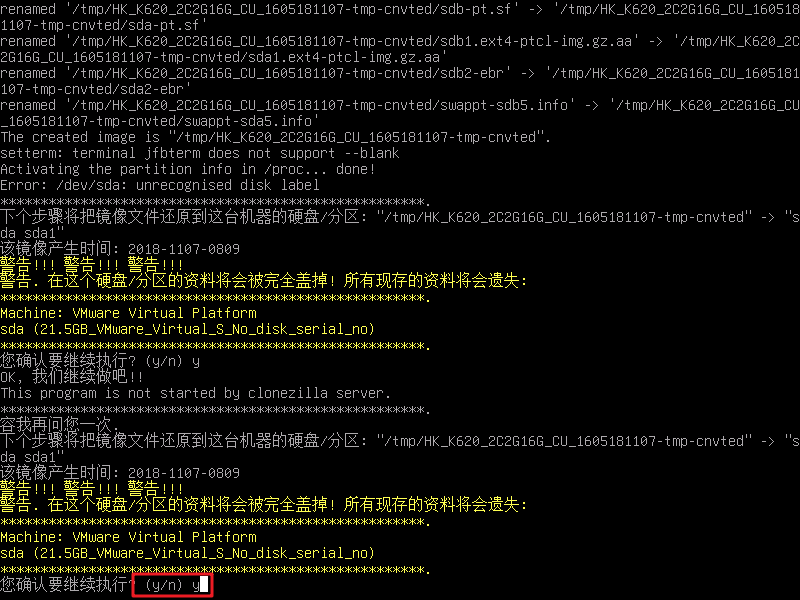 renamed '/tmp/HK_K620_2C2G16G_CU_1605181107-tmp-cnvted/sdb-pt.sf' -> '/tmp/HK_K620_2C2G16G_CU_160518
1107-tmp-cnvted/sda-pt.sf'
renamed '/tmp/HK_K620_2C2G16G_CU_1605181107-tmp-cnvted/sdb1.ext4-ptcl-img.gz.aa' -> '/tmp/HK_K620_2C
2G16G_CU_1605181107-tmp-cnvted/sda1.ext4-ptcl-img.gz.aa'
renamed '/tmp/HK_K620_2C2G16G_CU_1605181107-tmp-cnvted/sdb2-ebr' -> '/tmp/HK_K620_2C2G16G_CU_16051811
07-tmp-cnvted/sda2-ebr'
renamed '/tmp/HK_K620_2C2G16G_CU_1605181107-tmp-cnvted/swappt-sdb5.info' -> '/tmp/HK_K620_2C2G16G_CU
_1605181107-tmp-cnvted/swappt-sda5.info'
The created image is "/tmp/HK_K620_2C2G16G_CU_1605181107-tmp-cnvted".
setterm: terminal jfbterm does not support --blank
Activating the partition info in /proc... done!
Error: /dev/sda: unrecognised disk label
*****************************************************.
下个步骤将把镜像文件还原到这台机器的硬盘/分区: "/tmp/HK_K620_2C2G16G_CU_1605181107-tmp-cnvted" -> "s
da sda1"
该镜像产生时间: 2018-1107-0809
警告!!! 警告!!! 警告!!!
警告. 在这个硬盘/分区的资料将会被完全盖掉! 所有现存的资料将会遗失:
*****************************************************.
Machine: VMware Virtual Platform
sda (21.5GB_VMware_Virtual_S_No_disk_serial_no)
*****************************************************.
您确认要继续执行? (y/n) y
OK, 我们继续做吧!!
This program is not started by clonezilla server.
*****************************************************.
容我再问您一次.
下个步骤将把镜像文件还原到这台机器的硬盘/分区: "/tmp/HK_K620_2C2G16G_CU_1605181107-tmp-cnvted" -> "s
da sda1"
该镜像产生时间: 2018-1107-0809
警告!!! 警告!!! 警告!!!
警告. 在这个硬盘/分区的资料将会被完全盖掉! 所有现存的资料将会遗失:
*****************************************************.
Machine: VMware Virtual Platform
sda (21.5GB_VMware_Virtual_S_No_disk_serial_no)
*****************************************************.
您确认要继续执行? (y/n) y